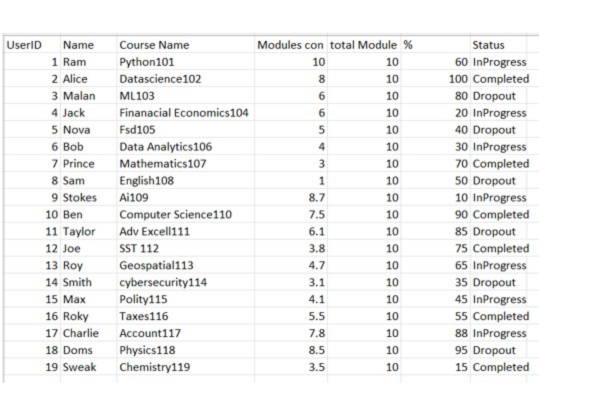 UserID Name Course Name Modules con total Module % Status
1 Ram Python101 10 10 60 InProgress
2 Alice Datascience102 8 10 100 Completed
3 Malan ML103 6 10 80 Dropout
4 Jack Finanacial Economics104 6 10 20 InProgress
5 Nova Fsd105 5 10 40 Dropout
6 Bob Data Analytics106 4 10 30 InProgress
7 Prince Mathematics107 3 10 70 Completed
8 Sam English108 1 10 50 Dropout
9 Stokes Ai109 8.7 10 10 InProgress
10 Ben Computer Science110 7.5 10 90 Completed
11 Taylor Adv Excell111 6.1 10 85 Dropout
12 Joe SST 112 3.8 10 75 Completed
13 Roy Geospatial113 4.7 10 65 InProgress
14 Smith cybersecurity114 3.1 10 35 Dropout
15 Max Polity115 4.1 10 45 InProgress
16 Roky Taxes116 5.5 10 55 Completed
17 Charlie Account117 7.8 10 88 InProgress
18 Doms Physics118 8.5 10 95 Dropout
19 Sweak Chemistry119 3.5 10 15 Completed